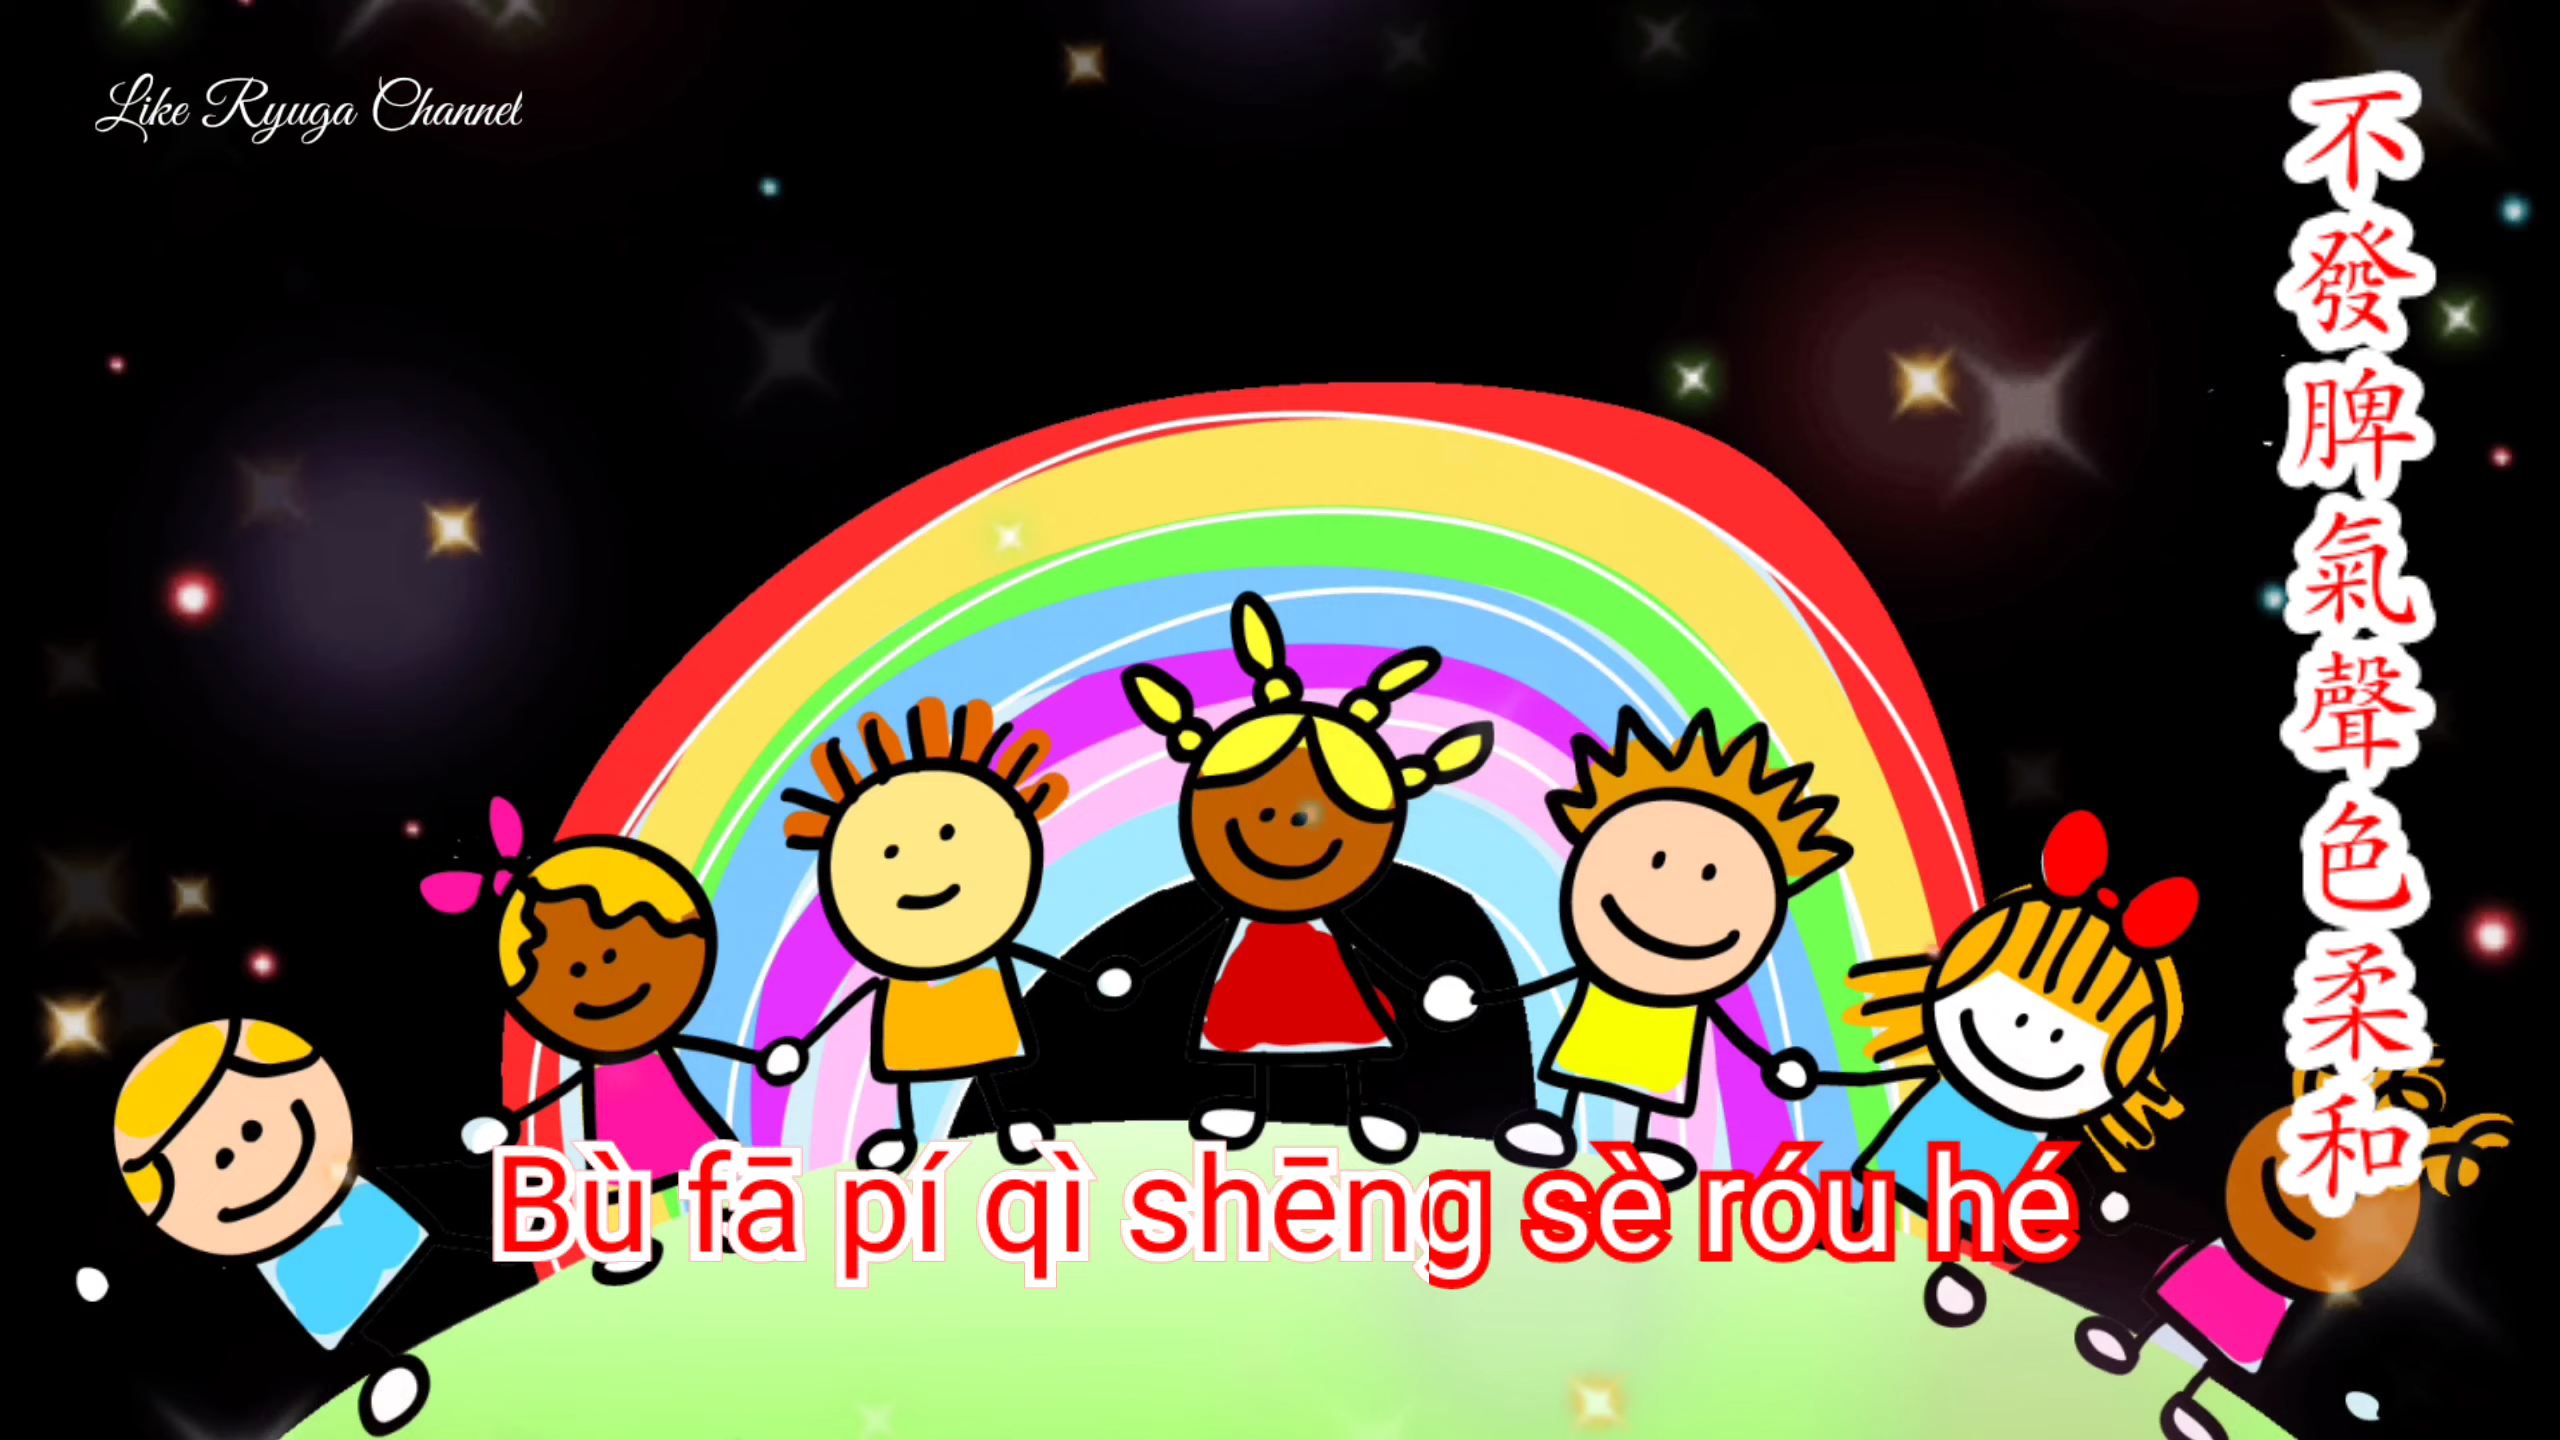 Like Ryuga Channel
不發脾氣聲色柔和
Bù fā pí qì shēng sè róu hé